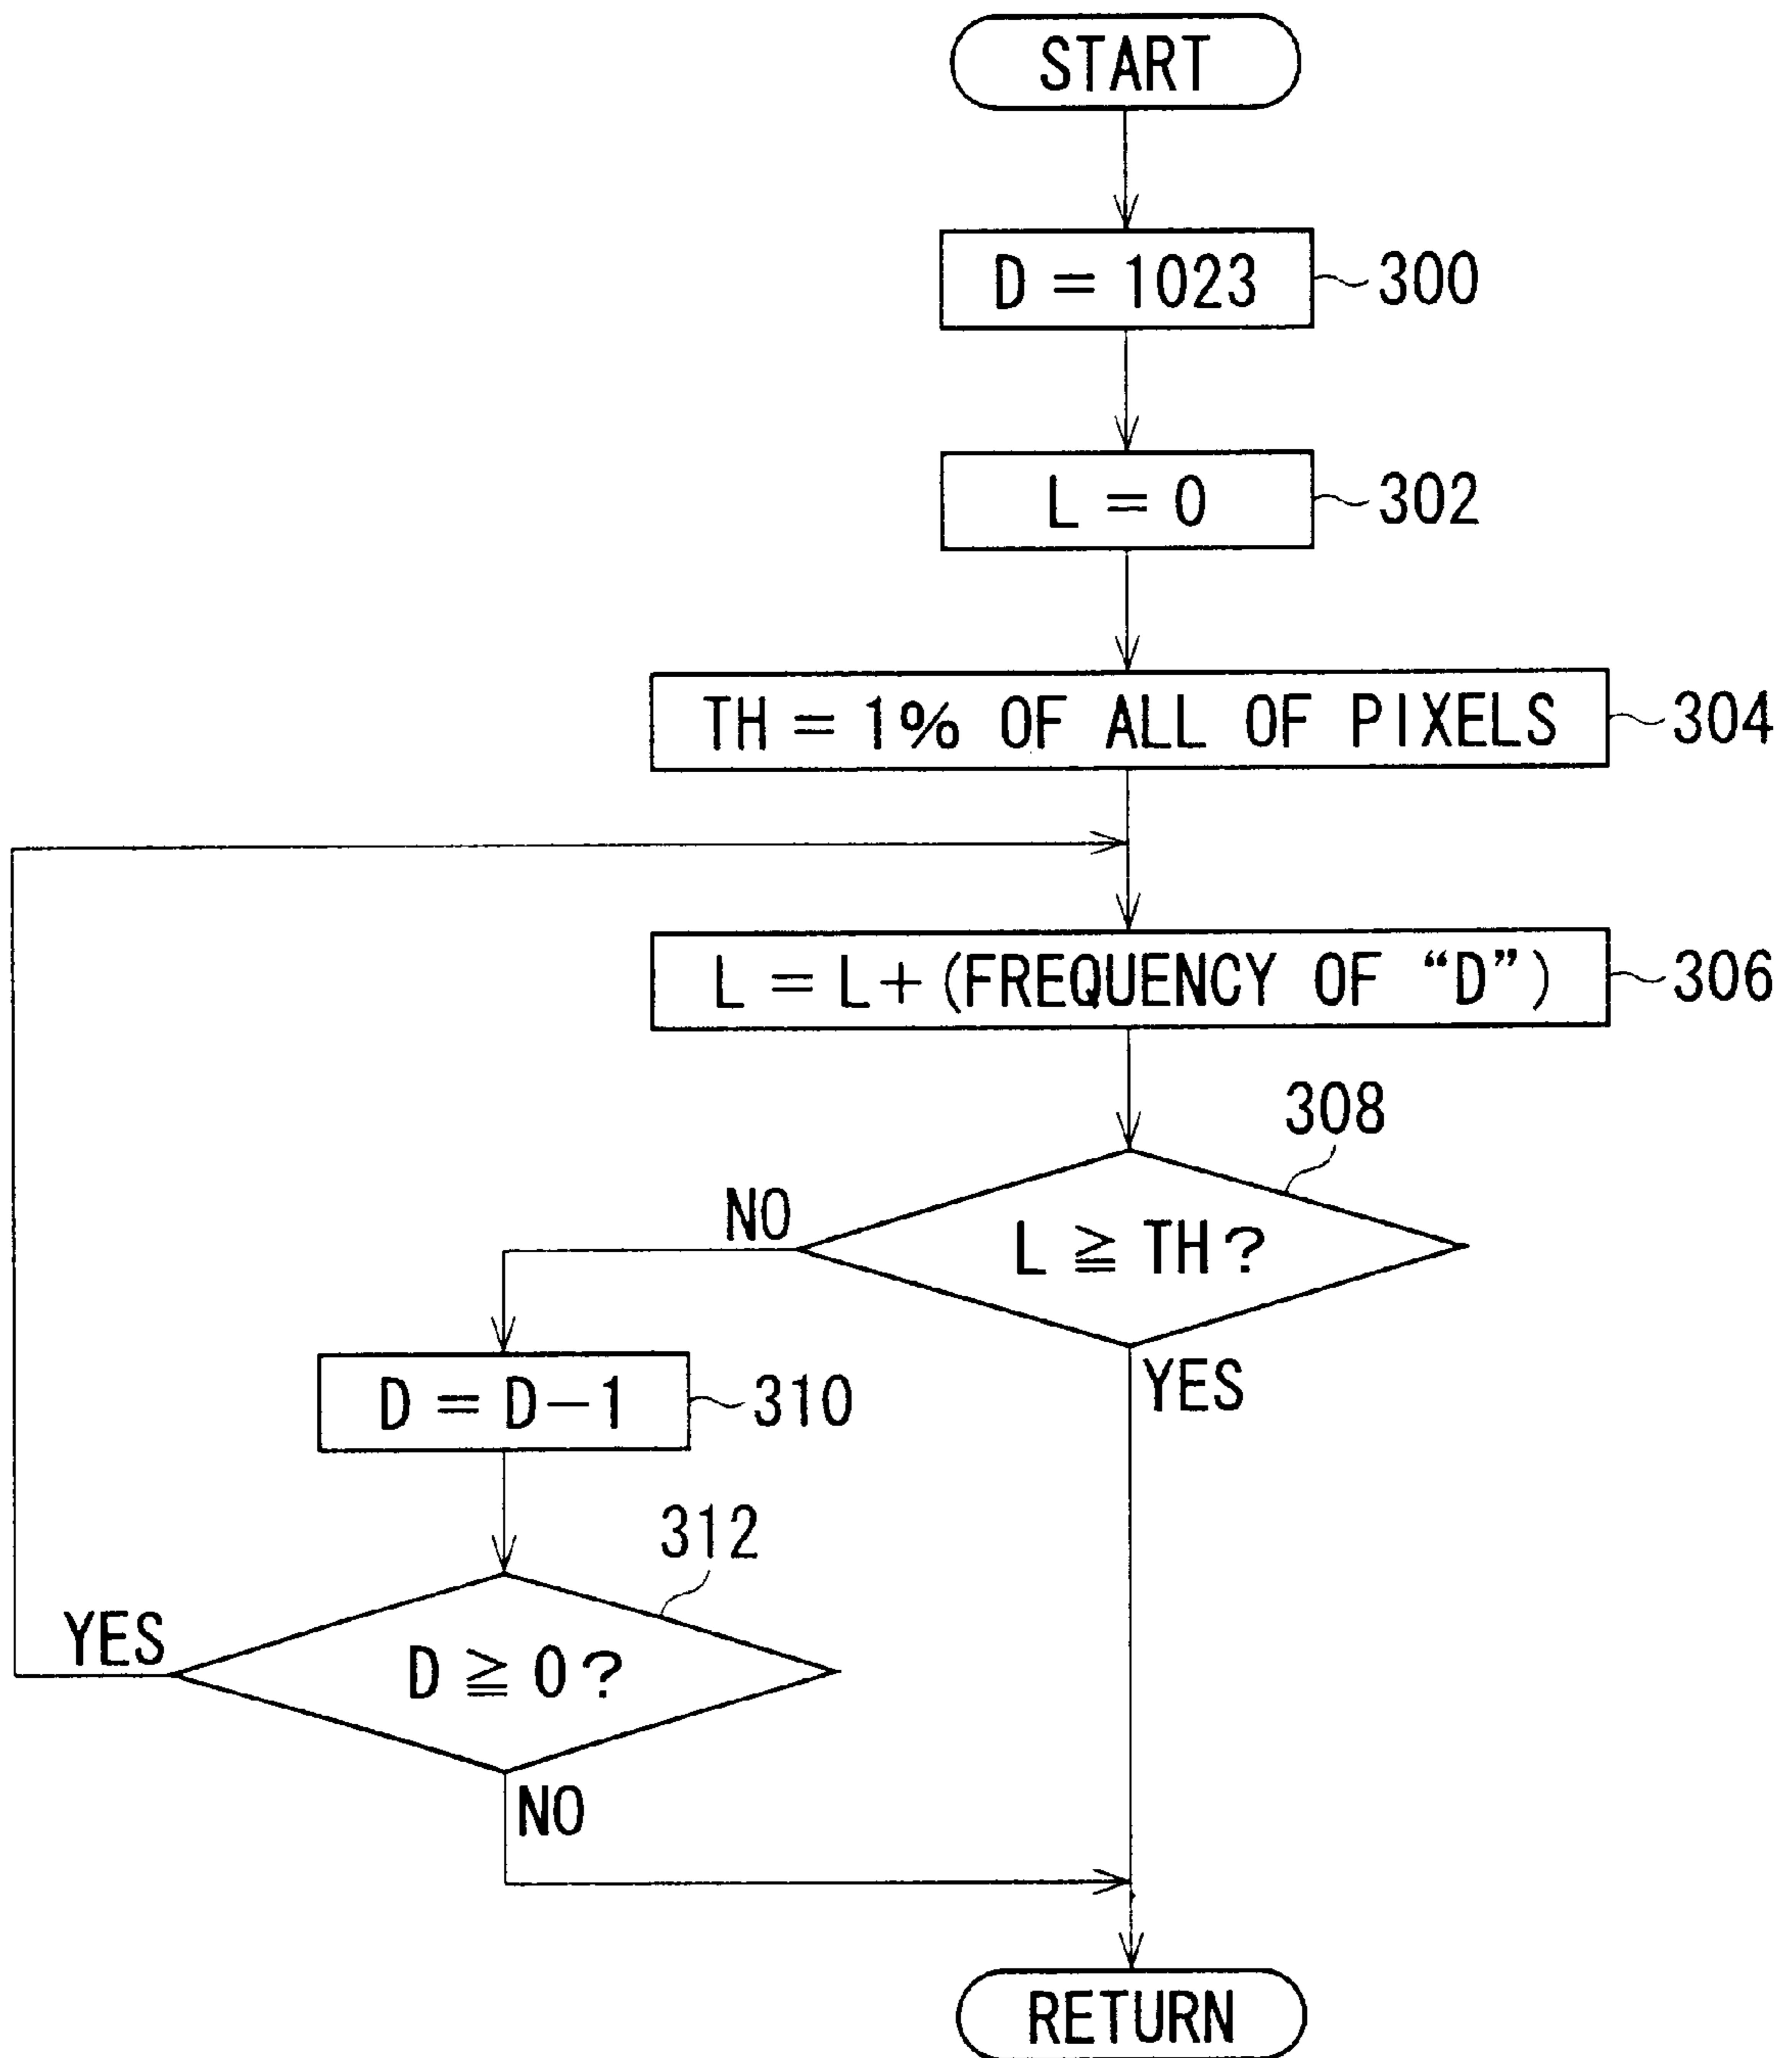 START
D = 1023
300
L = 0
302
TH = 1% OF ALL OF PIXELS
304
L = L + (FREQUENCY OF “D”)
306
308
L ≧ TH?
NO
YES
D = D-1
310
312
D ≧ 0?
YES
NO
RETURN